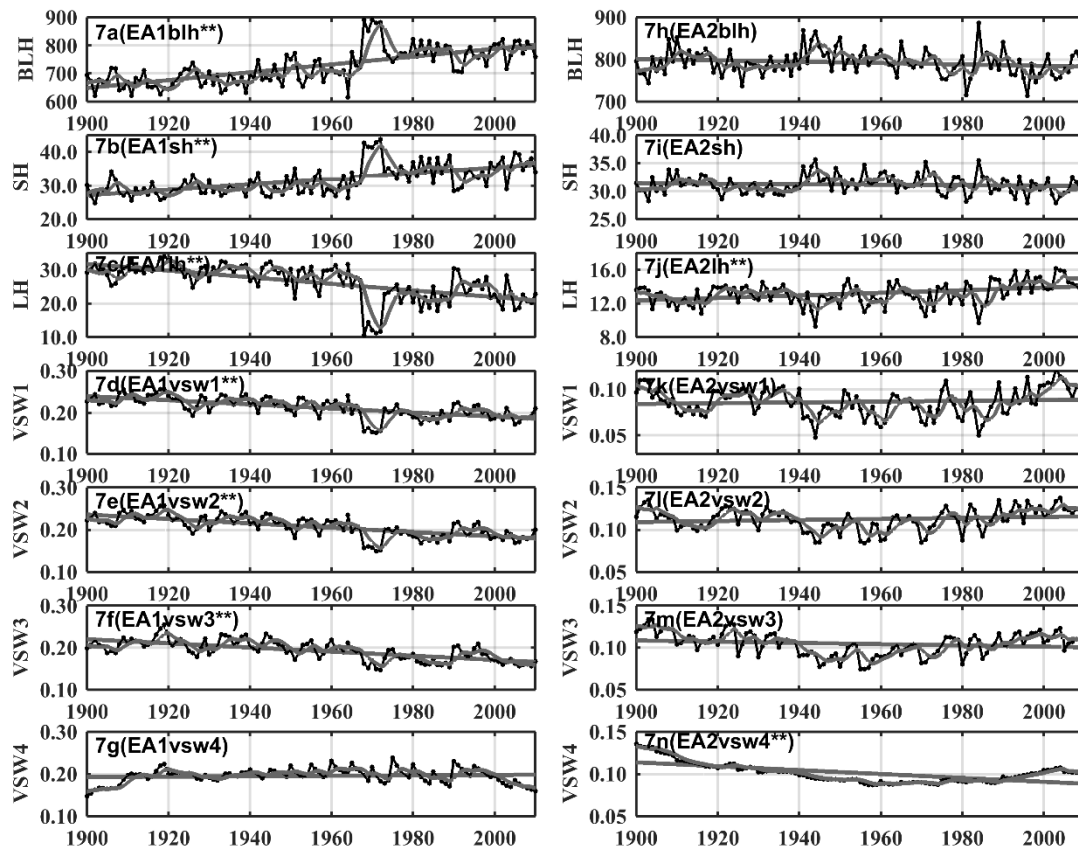 900
800
700
600
BLH
7a(EA1blh**)
1900 1920 1940 1960 1980 2000
900
800
700
BLH
7h(EA2blh)
1900 1920 1940 1960 1980 2000
40.0
30.0
20.0
SH
7b(EA1sh**)
1900 1920 1940 1960 1980 2000
40.0
35.0
30.0
25.0
SH
7i(EA2sh)
1900 1920 1940 1960 1980 2000
30.0
20.0
10.0
LH
7c(EA1lh**)
1900 1920 1940 1960 1980 2000
16.0
12.0
8.0
LH
7j(EA2lh**)
1900 1920 1940 1960 1980 2000
0.30
0.20
0.10
VSW1
7d(EA1vsw1**)
1900 1920 1940 1960 1980 2000
0.10
0.05
VSW1
7k(EA2vsw1)
1900 1920 1940 1960 1980 2000
0.30
0.20
0.10
VSW2
7e(EA1vsw2**)
1900 1920 1940 1960 1980 2000
0.15
0.10
0.05
VSW2
7l(EA2vsw2)
1900 1920 1940 1960 1980 2000
0.30
0.20
0.10
VSW3
7f(EA1vsw3**)
1900 1920 1940 1960 1980 2000
0.15
0.10
0.05
VSW3
7m(EA2vsw3)
1900 1920 1940 1960 1980 2000
0.30
0.20
0.10
VSW4
7g(EA1vsw4)
1900 1920 1940 1960 1980 2000
0.15
0.10
0.05
VSW4
7n(EA2vsw4**)
1900 1920 1940 1960 1980 2000